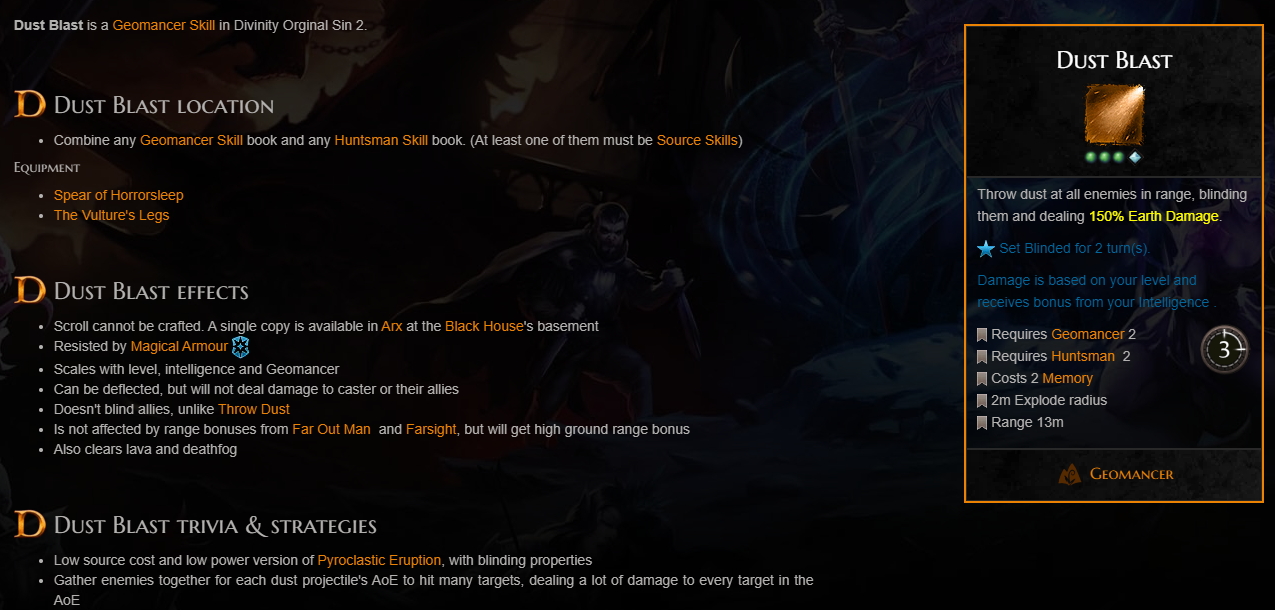 Dust Blast is a Geomancer Skill in Divinity Orginal Sin 2.
Dust Blast location
Combine any Geomancer Skill book and any Huntsman Skill book. (At least one of them must be Source Skills)
Equipment
Spear of Horrorsleep
The Vulture's Legs
Dust Blast effects
Scroll cannot be crafted. A single copy is available in Arx at the Black House's basement
Resisted by Magical Armour
Scales with level, intelligence and Geomancer
Can be deflected, but will not deal damage to caster or their allies
Doesn't blind allies, unlike Throw Dust
Is not affected by range bonuses from Far Out Man and Farsight, but will get high ground range bonus
Also clears lava and deathfog
Dust Blast trivia & strategies
Low source cost and low power version of Pyroclastic Eruption, with blinding properties
Gather enemies together for each dust projectile's AoE to hit many targets, dealing a lot of damage to every target in the
AoE
Dust Blast
Throw dust at all enemies in range, blinding
them and dealing 150% Earth Damage.
Set Blinded for 2 turn(s).
Damage is based on your level and
receives bonus from your Intelligence .
Requires Geomancer 2
Requires Huntsman 2
3
Costs 2 Memory
2m Explode radius
Range 13m
Geomancer